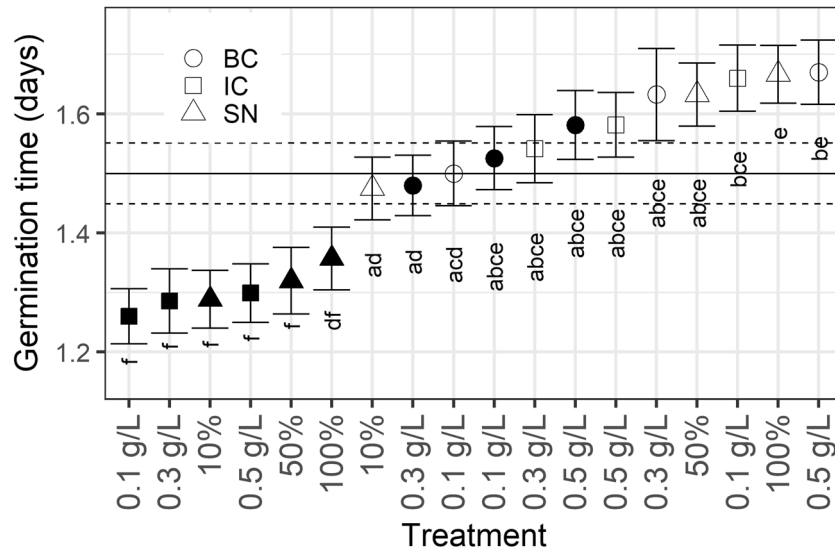 Germination time (days)
1.6
1.4
1.2
BC
IC
SN
f
f
f
f
f
df
ad
ad
acd
abce
abce
abce
abce
abce
abce
bce
e
be
0.1 g/L
0.3 g/L
10%
0.5 g/L
50%
100%
10%
0.3 g/L
0.1 g/L
0.1 g/L
0.3 g/L
0.5 g/L
0.5 g/L
0.3 g/L
50%
0.1 g/L
100%
0.5 g/L
Treatment